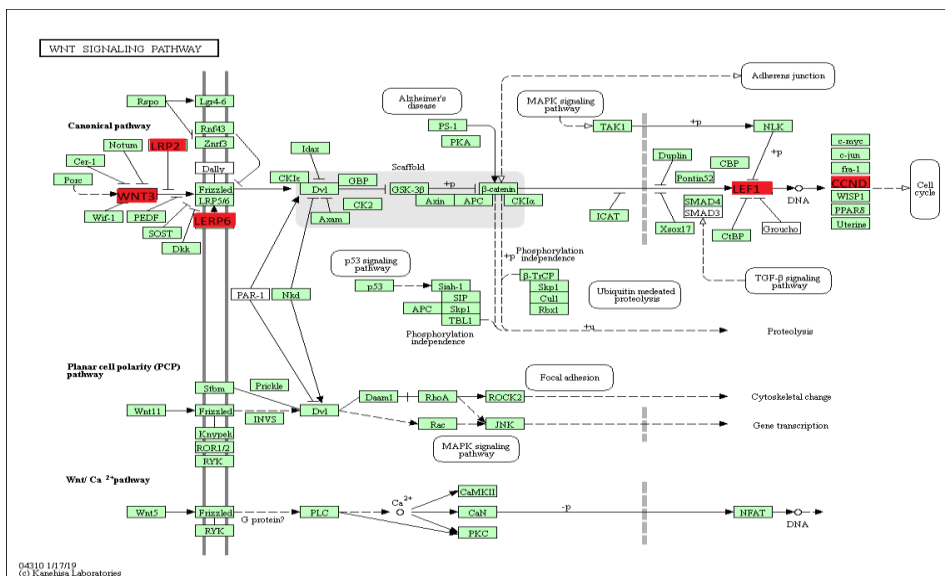 WNT SIGNALING PATHWAY
Rspo
Lgr4-6
Canonical pathway
Rnf43
Znrf3
Notum
LRP2
Cer-1
Dally
Porc
WNT3
Frizzled
LRP5/6
LERP6
Wif-1
PEDF
SOST
Dkk
Idax
CKIε
GBP
Dvl
CK2
Axam
Scaffold
GSK-3β
+p
β-catenin
Axin
APC
CKIα
Alzheimer's
disease
PS-1
PKA
Adherens junction
MAPK signaling
pathway
TAK1
+p
NLK
+p
Duplin
CBP
Pontin52
LEF1
SMAD4
SMAD3
ICAT
Xsox17
CtBP
Groucho
DNA
c-myc
c-jun
fra-1
CCND
WISP1
PPARδ
Uterine
Cell
cycle
TGF-β signaling
pathway
PAR-1
Nkd
p53 signaling
pathway
p53
Siah-1
SIP
APC
Skp1
TBL1
Phosphorylation
independence
+p
Phosphorylation
independence
β-TrCP
Skp1
Cul1
Rbx1
Ubiquitin medeated
proteolysis
+u
Proteolysis
Planar cell polarity (PCP)
pathway
Stbm
Prickle
Wnt11
Frizzled
INVS
Dvl
Knypek
ROR1/2
RYK
Daam1
RhoA
ROCK2
Focal adhesion
Cytoskeletal change
Rac
JNK
Gene transcription
MAPK signaling
pathway
Wnt/ Ca 2+pathway
Wnt5
Frizzled
G protein?
RYK
PLC
Ca2+
CaMKII
CaN
PKC
-p
NFAT
DNA
04310 1/17/19
(c) Kanehisa Laboratories